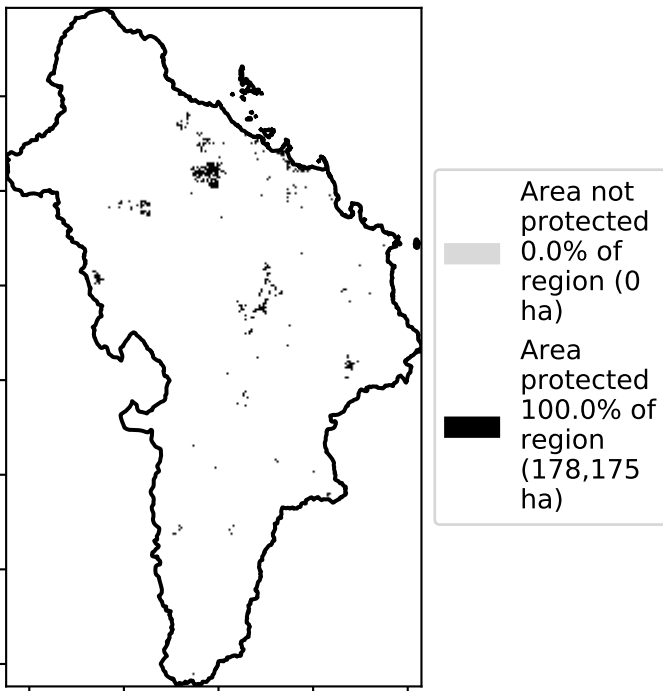 Area not
protected
0.0% of
region (0
ha)
Area
protected
100.0% of
region
(178,175
ha)